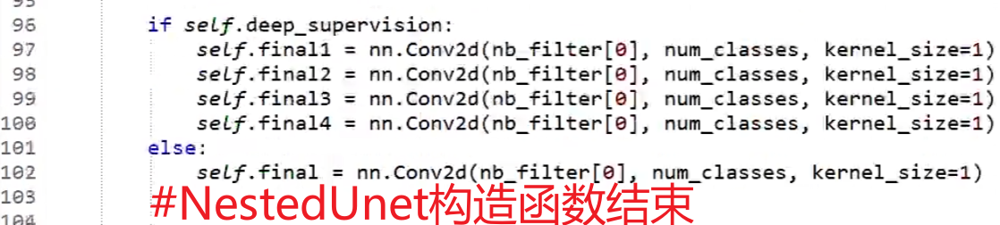 95
96 if self.deep_supervision:
97 self.final1 = nn.Conv2d(nb_filter[0], num_classes, kernel_size=1)
98 self.final2 = nn.Conv2d(nb_filter[0], num_classes, kernel_size=1)
99 self.final3 = nn.Conv2d(nb_filter[0], num_classes, kernel_size=1)
100 self.final4 = nn.Conv2d(nb_filter[0], num_classes, kernel_size=1)
101 else:
102 self.final = nn.Conv2d(nb_filter[0], num_classes, kernel_size=1)
103 #NestedUnet构造函数结束
104